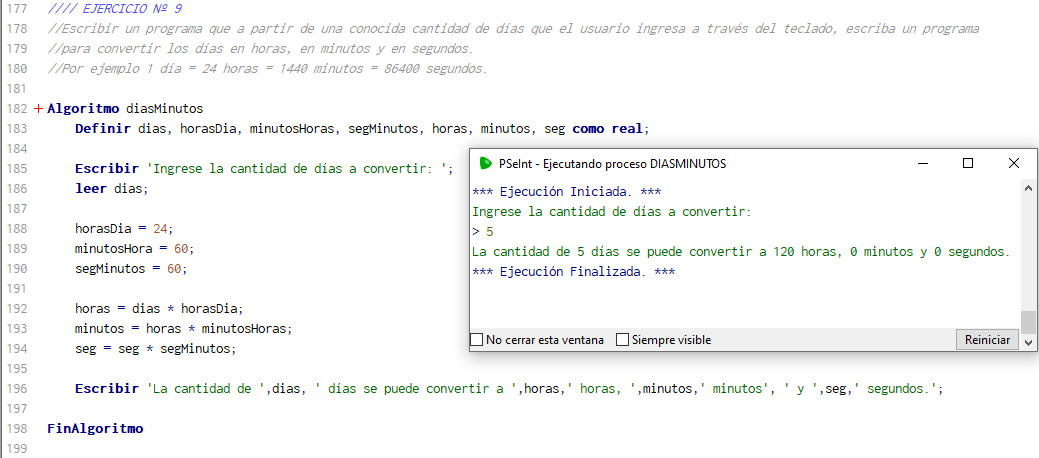 177 //// EJERCICIO Nº 9
178 //Escribir un programa que a partir de una conocida cantidad de días que el usuario ingresa a través del teclado, escriba un programa
179 //para convertir los días en horas, en minutos y en segundos.
180 //Por ejemplo 1 día = 24 horas = 1440 minutos = 86400 segundos.
181
182 Algoritmo diasMinutos
183 Definir dias, horasDia, minutosHoras, segMinutos, horas, minutos, seg como real;
184
185 Escribir 'Ingrese la cantidad de días a convertir: ';
186 leer dias;
187
188 horasDia = 24;
189 minutosHora = 60;
190 segMinutos = 60;
191
192 horas = dias * horasDia;
193 minutos = horas * minutosHoras;
194 seg = seg * segMinutos;
195
196 Escribir 'La cantidad de ',dias, ' días se puede convertir a ',horas,' horas, ',minutos,' minutos', ' y ',seg,' segundos.';
197
198 FinAlgoritmo
199
PSeInt - Ejecutando proceso DIASMINUTOS
*** Ejecución Iniciada. ***
Ingrese la cantidad de días a convertir:
> 5
La cantidad de 5 días se puede convertir a 120 horas, 0 minutos y 0 segundos.
*** Ejecución Finalizada. ***
No cerrar esta ventana Siempre visible Reiniciar